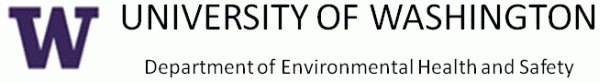 W UNIVERSITY OF WASHINGTON
Department of Environmental Health and Safety